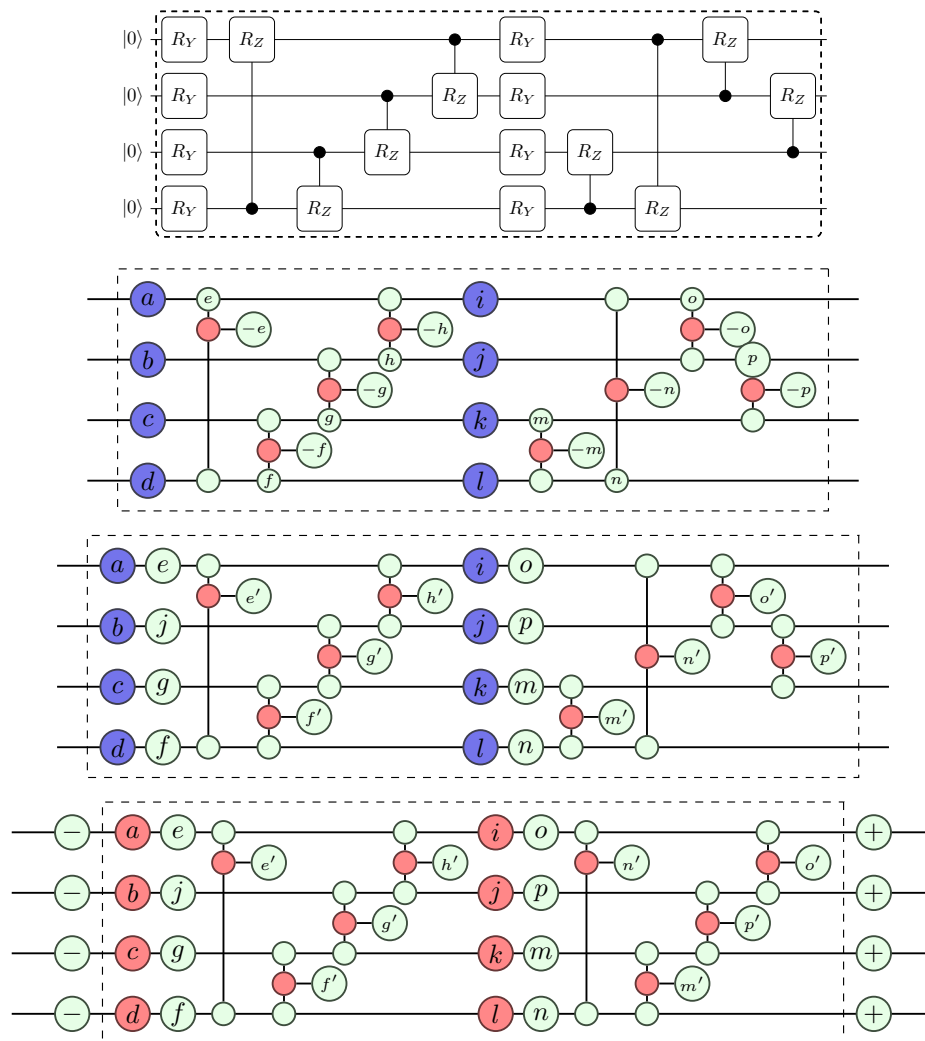 |0⟩ R_Y R_Z R_Y R_Z
|0⟩ R_Y R_Z R_Y R_Z
|0⟩ R_Y R_Z R_Y R_Z
|0⟩ R_Y R_Z R_Y R_Z
a e i o
−e −h −o
b h j p
−g −n −p
c g k m
−f −m
d f l n
a e i o
e′ h′ o′
b j j p
g′ n′ p′
c g k m
f′ m′
d f l n
− a e i o +
e′ h′ n′ o′
− b j j p +
g′ p′
− c g k m +
f′ m′
− d f l n +